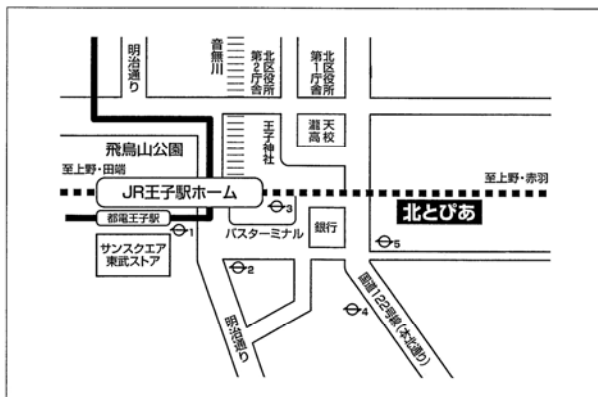 明治通り
音無川
北区役所
第2庁舎
北区役所
第1庁舎
王子神社
瀧天
高校
飛鳥山公園
至上野・田端
至上野・赤羽
JR王子駅ホーム
都電王子駅
3
北とぴあ
サンスクエア
東武ストア
1
バスターミナル
銀行
5
2
明治通り
4
国道122号線(本北通り)